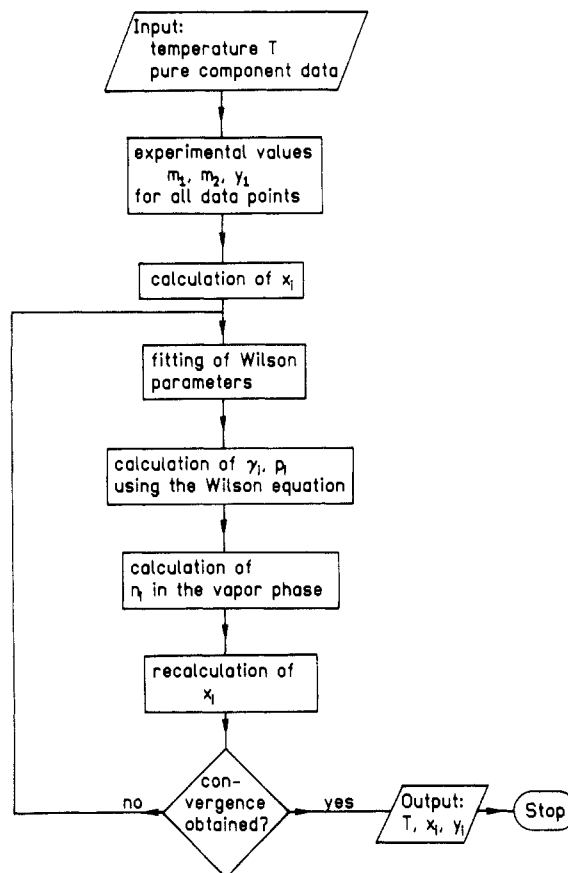 Input:
temperature T
pure component data
experimental values
m₁, m₂, y₁
for all data points
calculation of xᵢ
fitting of Wilson
parameters
calculation of γᵢ, pᵢ
using the Wilson equation
calculation of
nᵢ in the vapor phase
recalculation of
xᵢ
con-
vergence
obtained?
no
yes
Output:
T, xᵢ, yᵢ
Stop